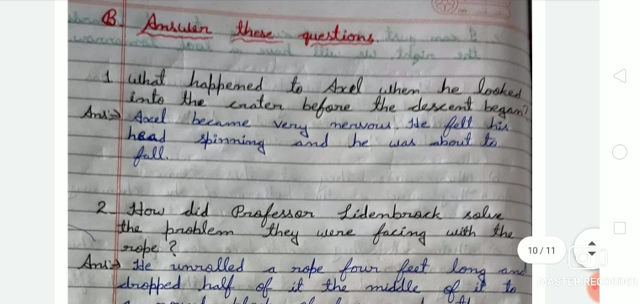 B. Answer these questions.
1 What happened to Axel when he looked
into the crater before the descent began?
Ans:→ Axel became very nervous. He felt his
head spinning and he was about to
fall.
2 How did Professor Lidenbrock solve
the problem they were facing with the
rope?
Ans:→ He unrolled a rope four feet long and
dropped half of it the middle of it to
10 / 11